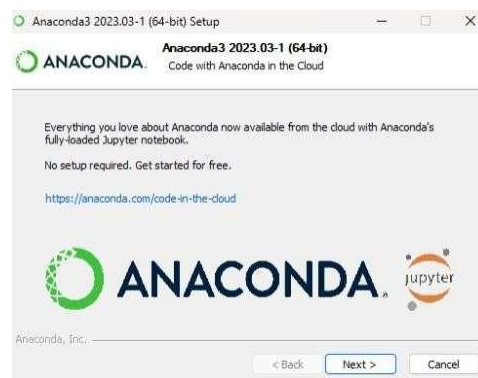 Anaconda3 2023.03-1 (64-bit) Setup
Anaconda3 2023.03-1 (64-bit)
ANACONDA.
Code with Anaconda in the Cloud
Everything you love about Anaconda now available from the cloud with Anaconda's
fully-loaded Jupyter notebook.
No setup required. Get started for free.
https://anaconda.com/code-in-the-cloud
ANACONDA.
jupyter
Anaconda, Inc.
< Back Next > Cancel